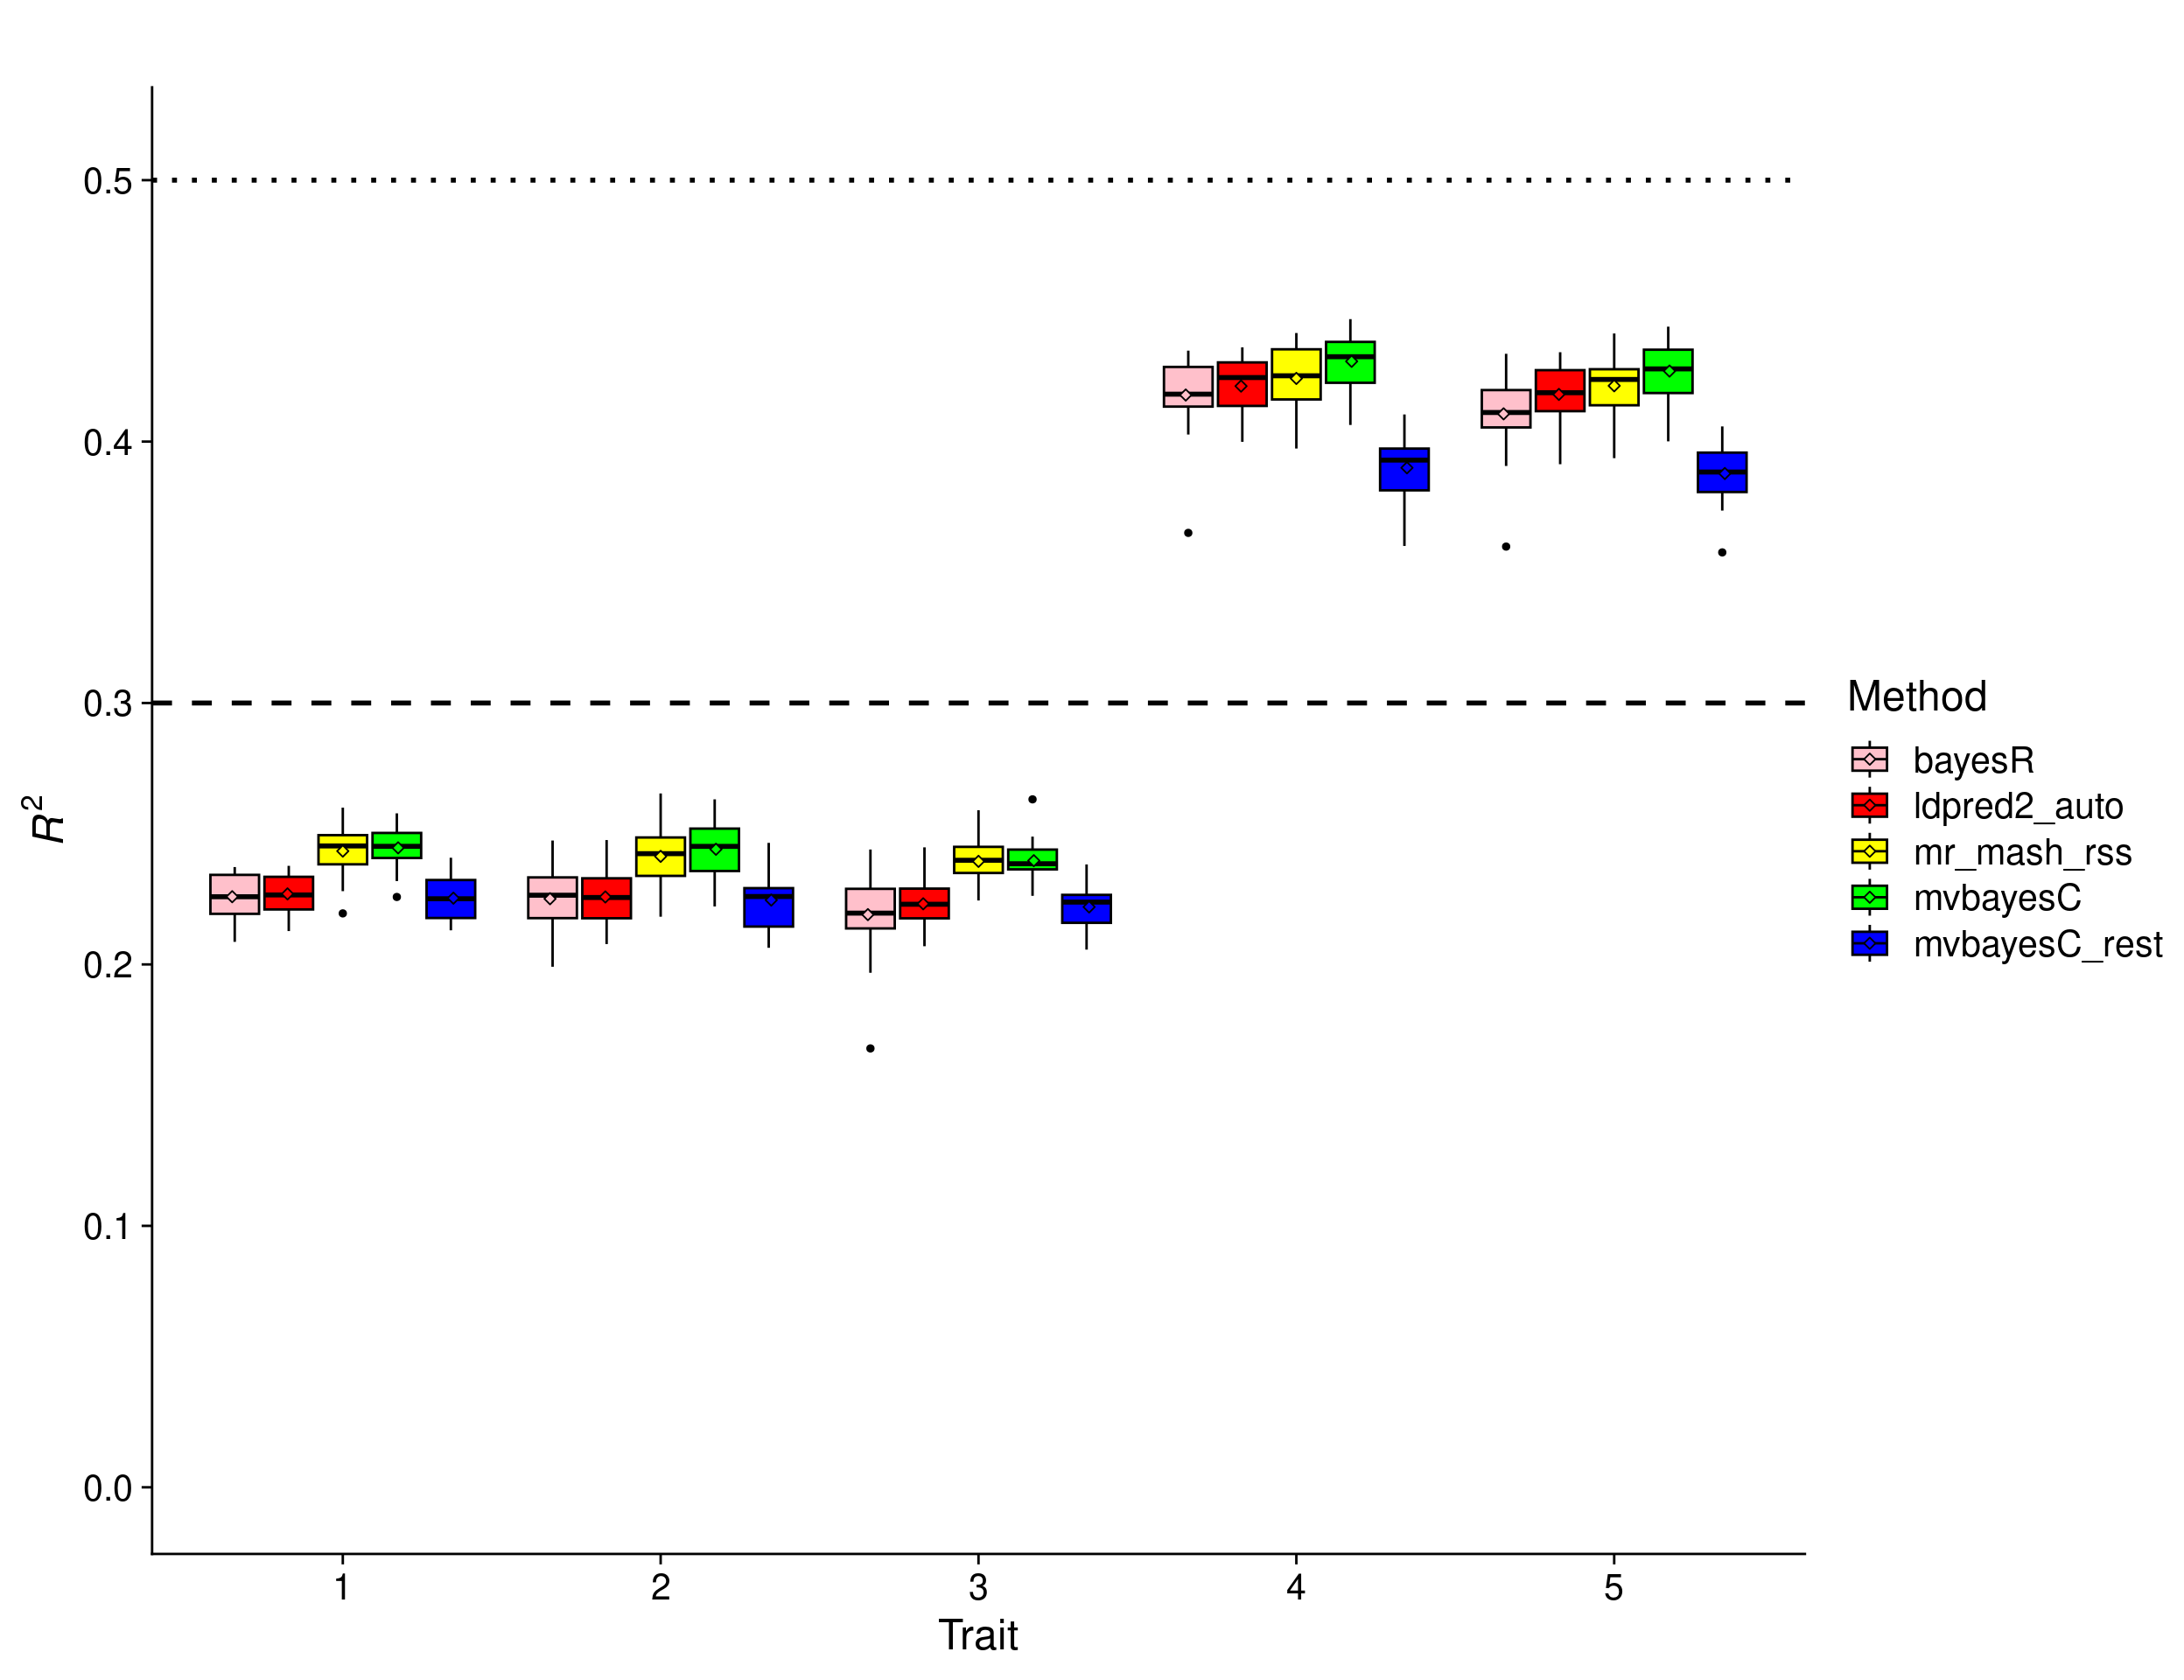 0.5
0.4
0.3
0.2
0.1
0.0
R²
1 2 3 4 5
Trait
Method
bayesR
ldpred2_auto
mr_mash_rss
mvbayesC
mvbayesC_rest